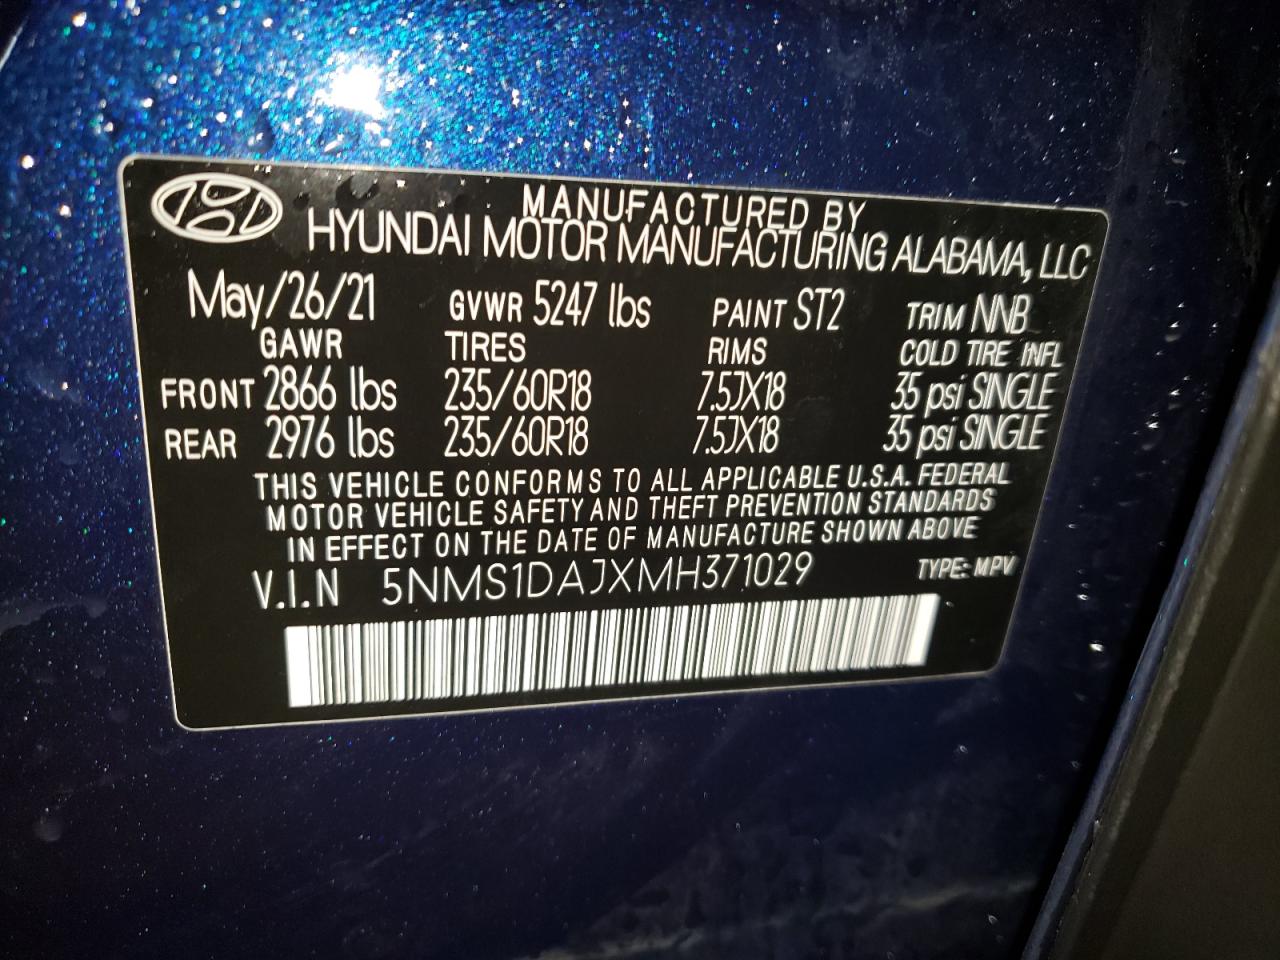 MANUFACTURED BY
HYUNDAI MOTOR MANUFACTURING ALABAMA, LLC
May/26/21 GVWR 5247 lbs PAINT ST2 TRIM NNB
GAWR TIRES RIMS COLD TIRE INFL
FRONT 2866 lbs 235/60R18 7.5JX18 35 psi SINGLE
REAR 2976 lbs 235/60R18 7.5JX18 35 psi SINGLE
THIS VEHICLE CONFORMS TO ALL APPLICABLE U.S.A. FEDERAL
MOTOR VEHICLE SAFETY AND THEFT PREVENTION STANDARDS
IN EFFECT ON THE DATE OF MANUFACTURE SHOWN ABOVE
V.I.N 5NMS1DAJXMH371029 TYPE: MPV